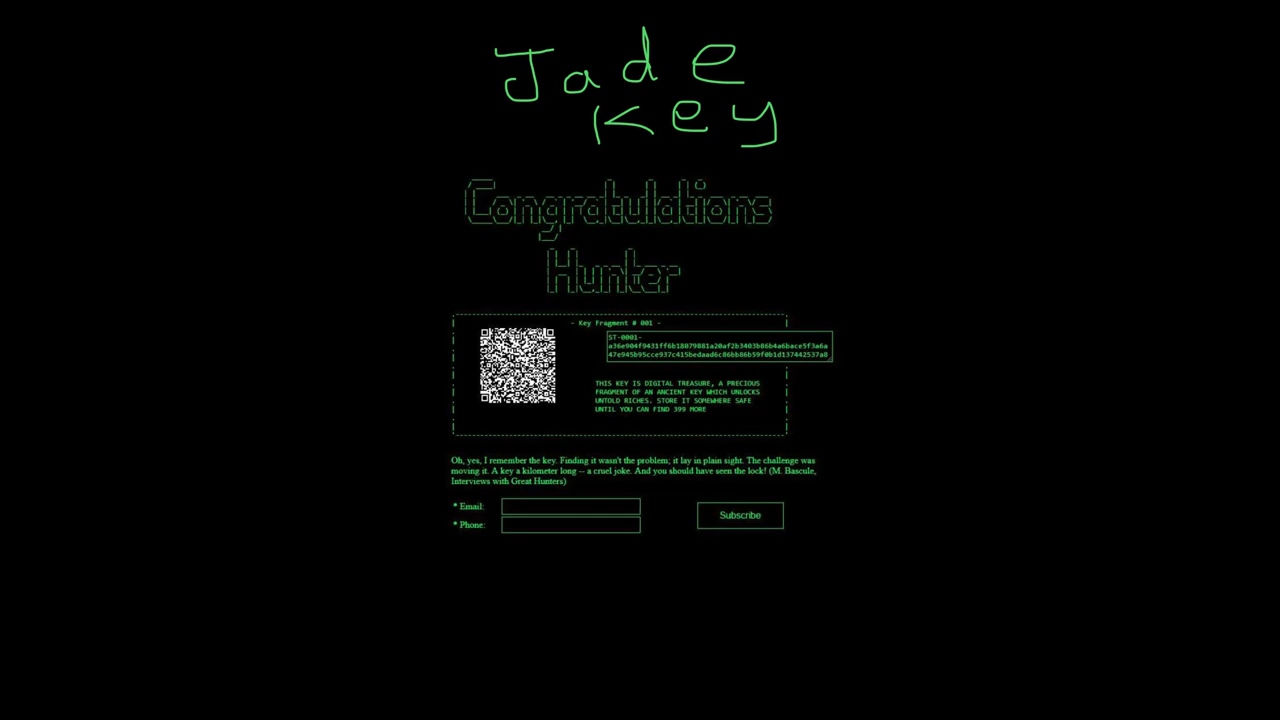 Jade
Key
Congratulations
Hunter
- Key Fragment # 001 -
ST-0001-
a36e904f9431ff6b18079881a20af2b3403b86b4a6bace5f3a6a
47e945b95cce937c415bedaad6c86bb86b59f0b1d137442537a8
THIS KEY IS DIGITAL TREASURE, A PRECIOUS
FRAGMENT OF AN ANCIENT KEY WHICH UNLOCKS
UNTOLD RICHES. STORE IT SOMEWHERE SAFE
UNTIL YOU CAN FIND 399 MORE
Oh, yes, I remember the key. Finding it wasn't the problem; it lay in plain sight. The challenge was
moving it. A key a kilometer long -- a cruel joke. And you should have seen the lock! (M. Bascule,
Interviews with Great Hunters)
* Email:
* Phone:
Subscribe